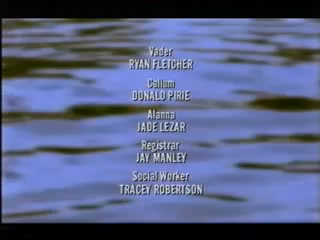 Vader
RYAN FLETCHER
Callum
DONALD PIRIE
Alanna
JADE LEZAR
Registrar
JAY MANLEY
Social Worker
TRACEY ROBERTSON